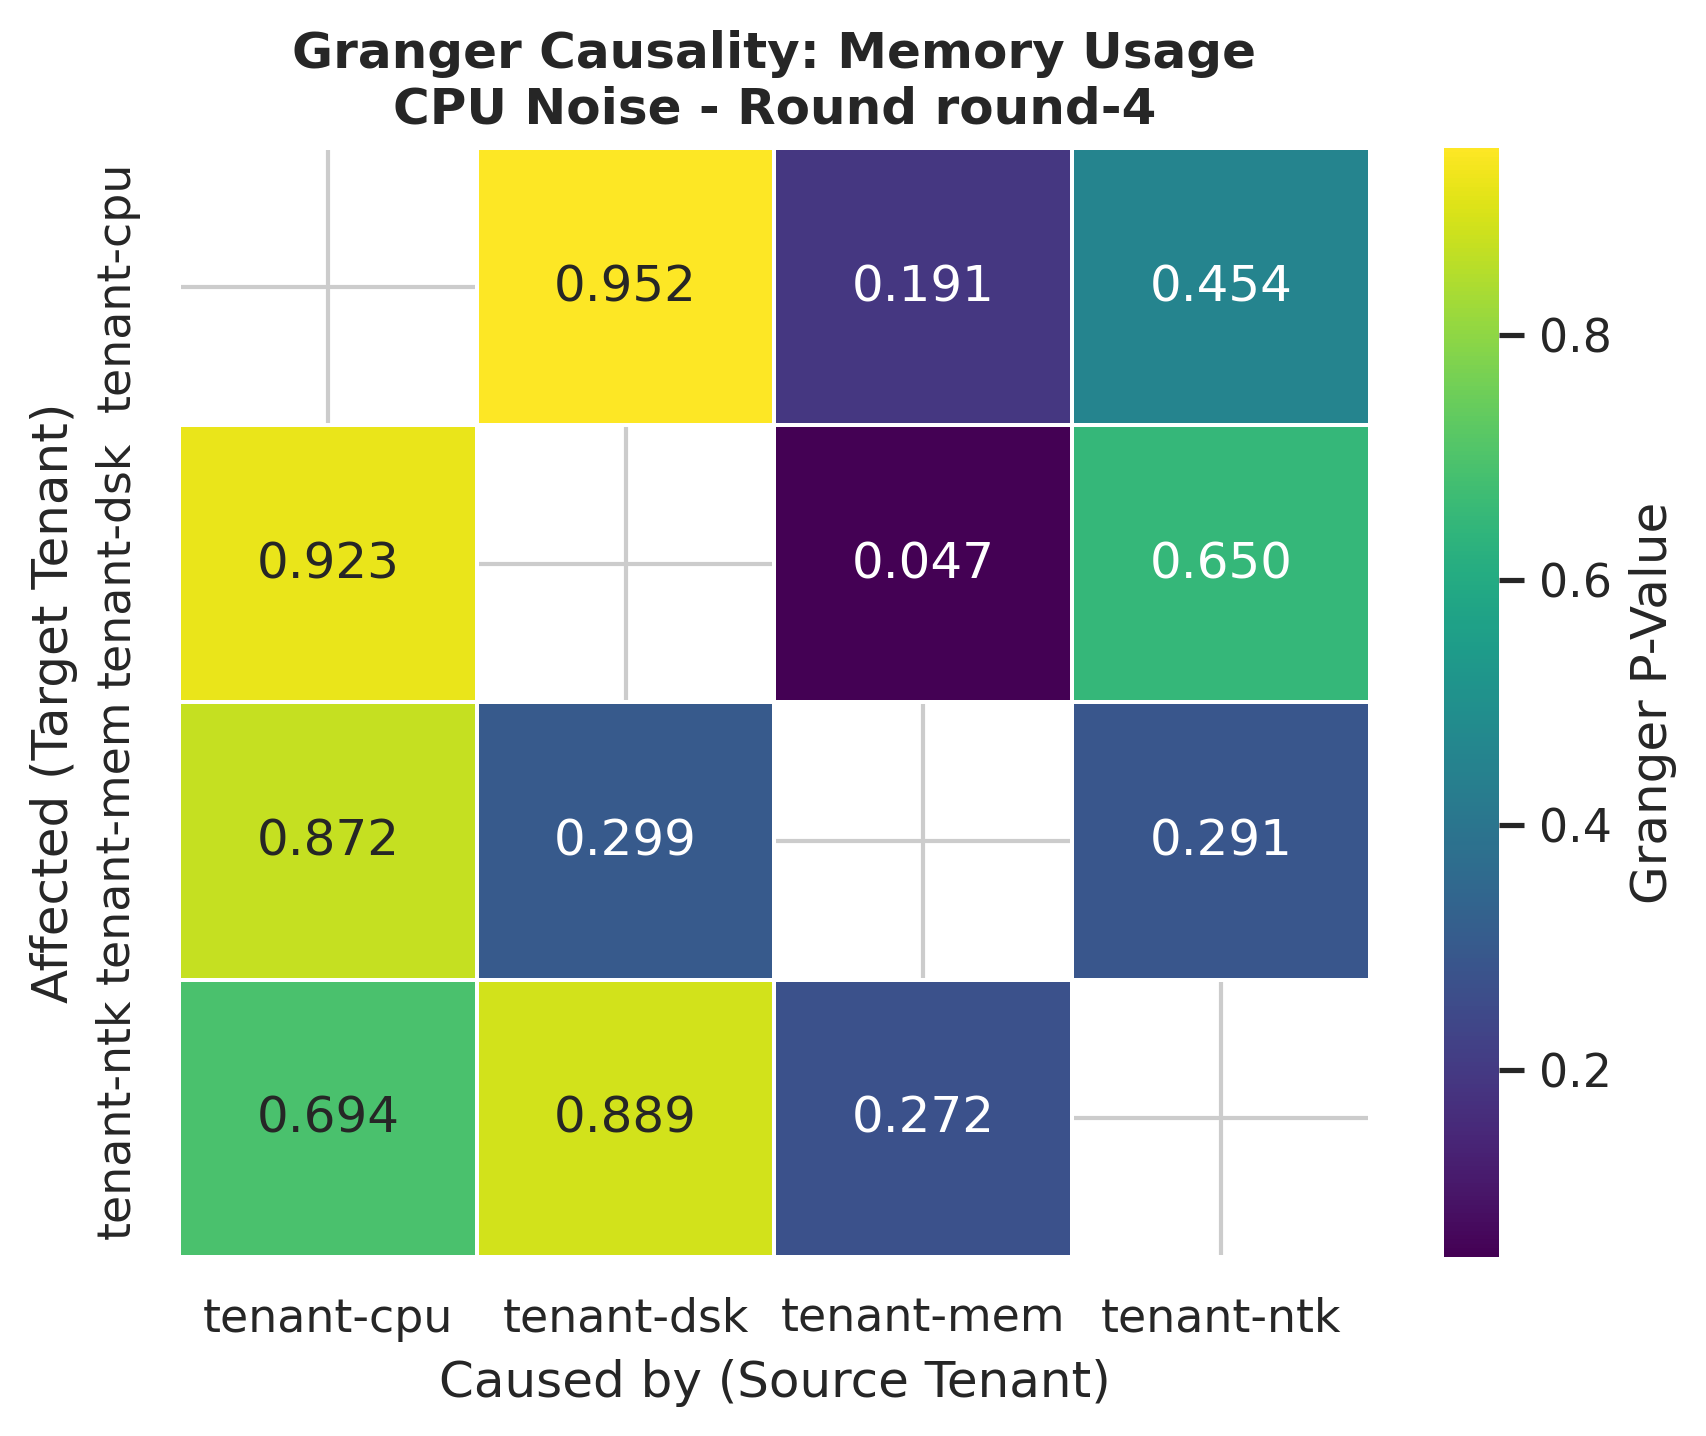 Granger Causality: Memory Usage
CPU Noise - Round round-4
Affected (Target Tenant)
tenant-cpu
0.952
0.191
0.454
tenant-dsk
0.923
0.047
0.650
tenant-mem
0.872
0.299
0.291
tenant-ntk
0.694
0.889
0.272
tenant-cpu
tenant-dsk
tenant-mem
tenant-ntk
Caused by (Source Tenant)
0.8
0.6
0.4
0.2
Granger P-Value